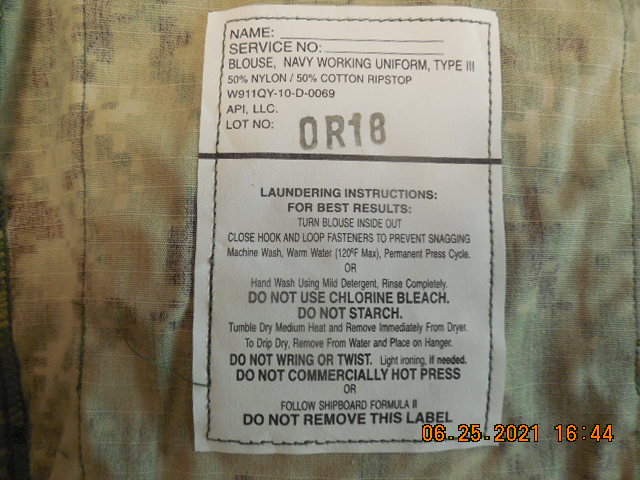 NAME:
SERVICE NO:
BLOUSE, NAVY WORKING UNIFORM, TYPE III
50% NYLON / 50% COTTON RIPSTOP
W911QY-10-D-0069
API, LLC.
LOT NO: OR18
LAUNDERING INSTRUCTIONS:
FOR BEST RESULTS:
TURN BLOUSE INSIDE OUT
CLOSE HOOK AND LOOP FASTENERS TO PREVENT SNAGGING
Machine Wash, Warm Water (120ºF Max), Permanent Press Cycle.
OR
Hand Wash Using Mild Detergent, Rinse Completely.
DO NOT USE CHLORINE BLEACH.
DO NOT STARCH.
Tumble Dry Medium Heat and Remove Immediately From Dryer.
To Drip Dry, Remove From Water and Place on Hanger.
DO NOT WRING OR TWIST. Light ironing, if needed.
DO NOT COMMERCIALLY HOT PRESS
OR
FOLLOW SHIPBOARD FORMULA II
DO NOT REMOVE THIS LABEL
06.25.2021 16:44